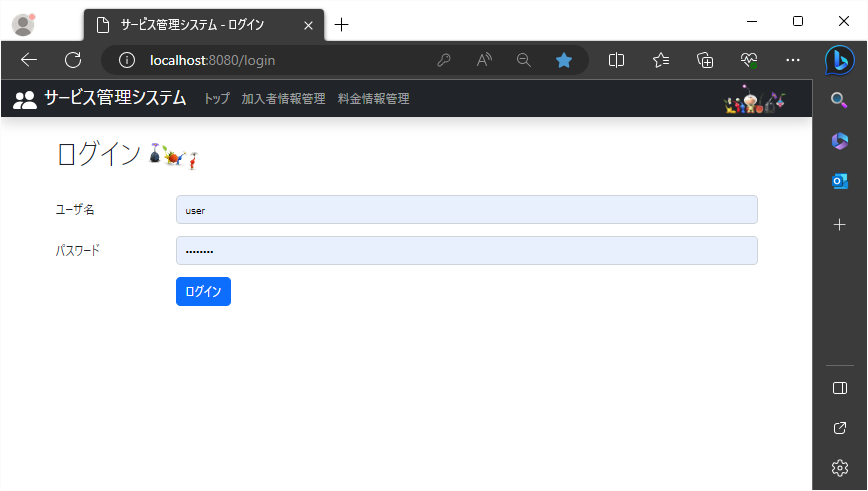 サービス管理システム - ログイン
localhost:8080/login
サービス管理システム トップ 加入者情報管理 料金情報管理
ログイン
ユーザ名 user
パスワード ••••••••
ログイン